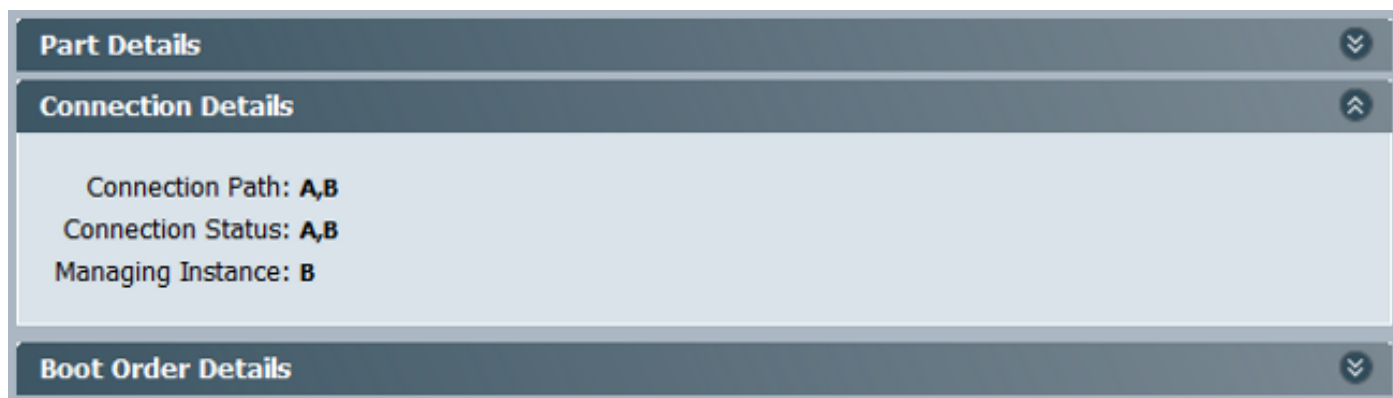 Part Details
Connection Details
Connection Path: A,B
Connection Status: A,B
Managing Instance: B
Boot Order Details